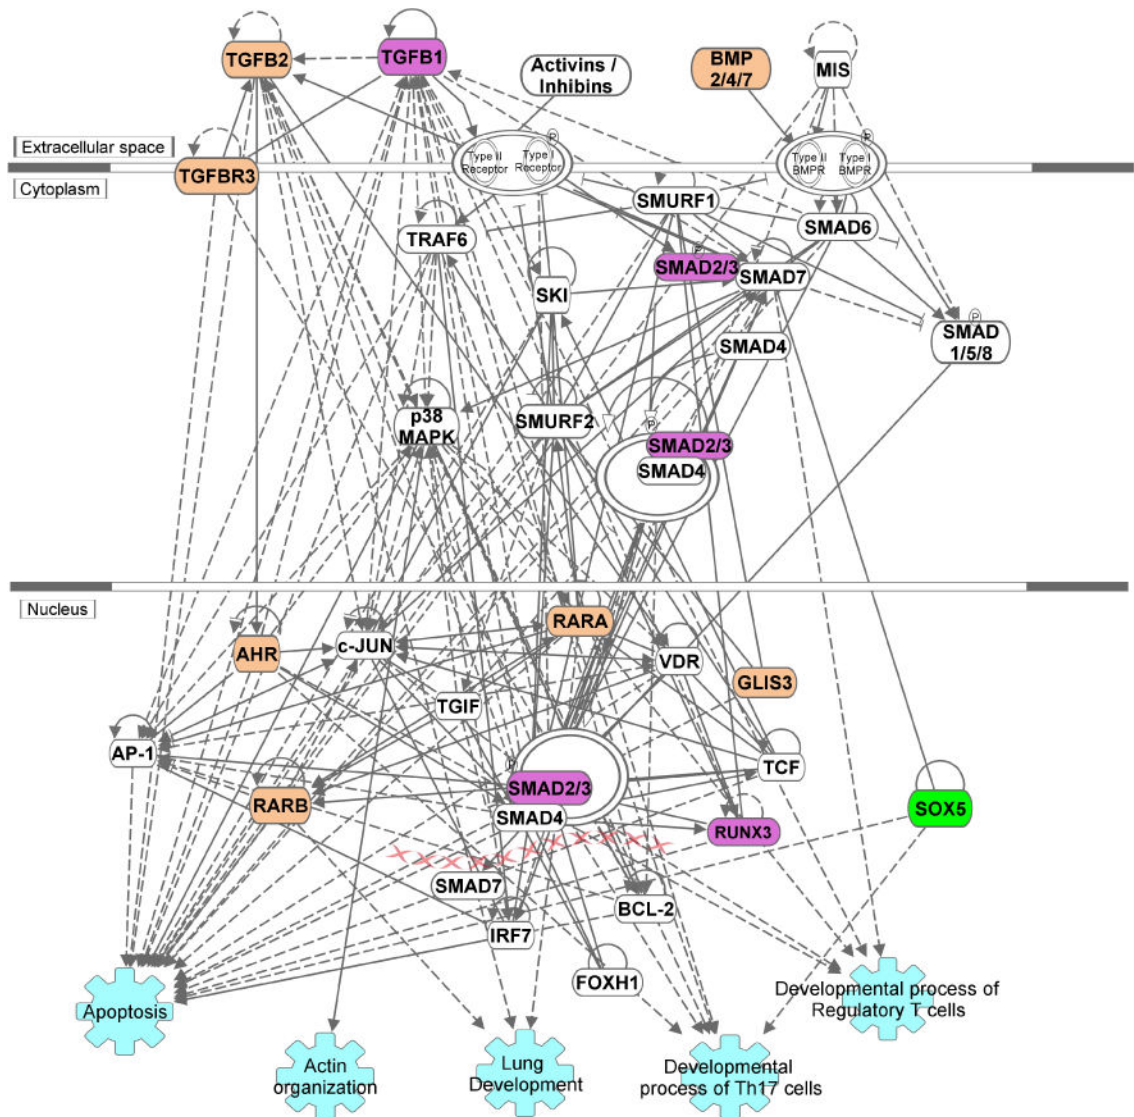 TGFB2
TGFB1
Activins /
Inhibins
BMP
2/4/7
MIS
Extracellular space
P
P
Type II
Receptor
Type I
Receptor
Type II
BMPR
Type I
BMPR
TGFBR3
Cytoplasm
SMURF1
SMAD6
TRAF6
P
SMAD2/3
SMAD7
SKI
P
SMAD
1/5/8
SMAD4
p38
MAPK
SMURF2
P
SMAD2/3
SMAD4
Nucleus
RARA
AHR
c-JUN
VDR
GLIS3
TGIF
AP-1
TCF
P
SMAD2/3
RARB
SMAD4
SOX5
RUNX3
SMAD7
BCL-2
IRF7
FOXH1
Apoptosis
Developmental process of
Regulatory T cells
Actin
organization
Lung
Development
Developmental
process of Th17 cells